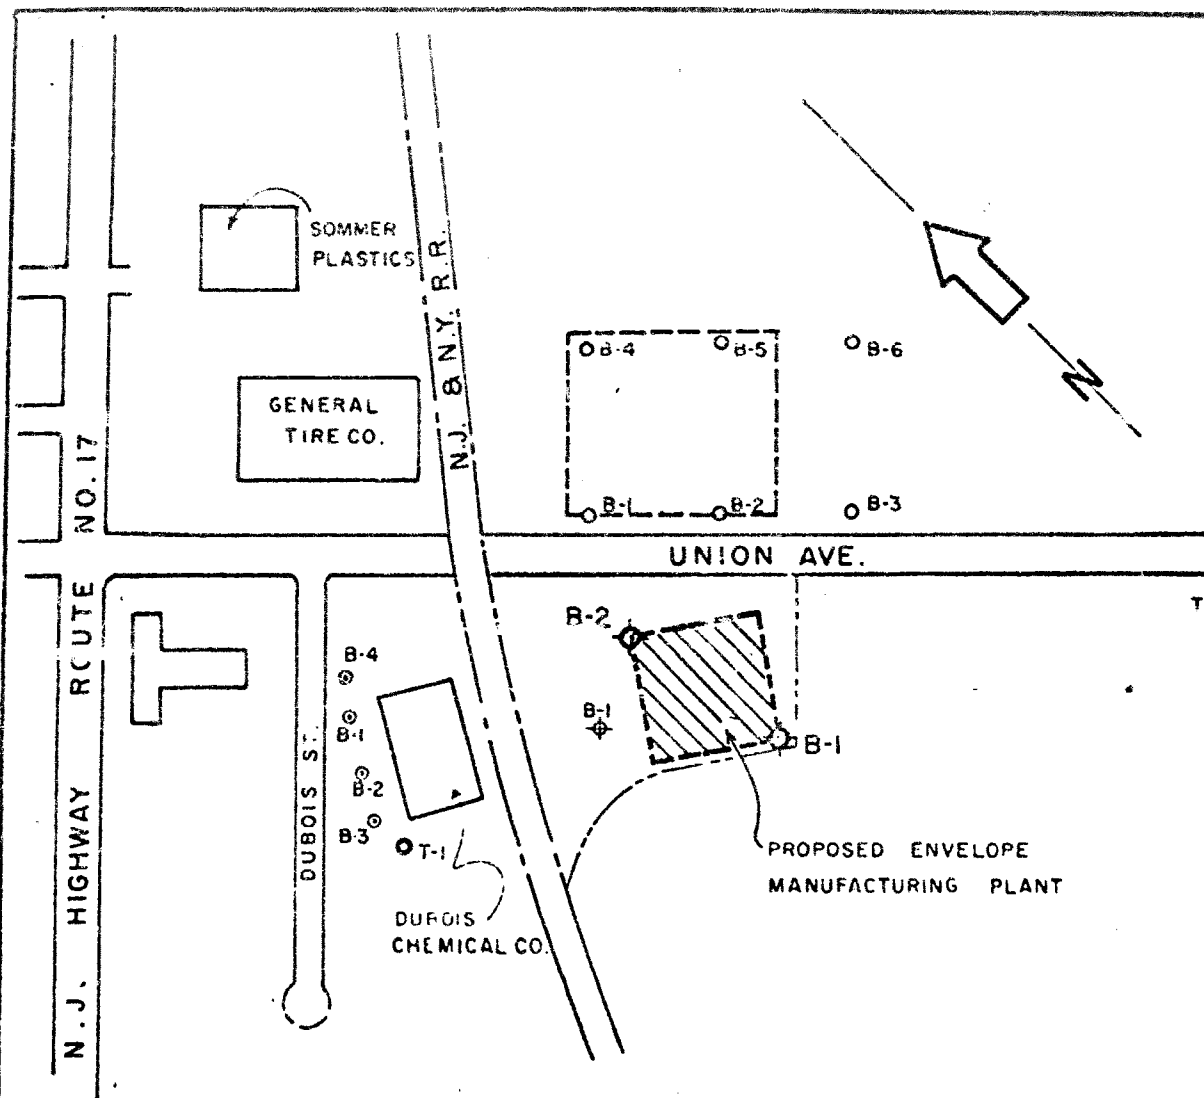 SOMMER
PLASTICS
N.J. & N.Y. R.R.
B-4
B-5
B-6
N
GENERAL
TIRE CO.
B-1
B-2
B-3
UNION AVE.
T
N.J. HIGHWAY ROUTE NO. 17
B-2
B-4
B-1
B-1
B-1
B-2
B-3
T-1
DUBOIS ST.
PROPOSED ENVELOPE
MANUFACTURING PLANT
DUBOIS
CHEMICAL CO.